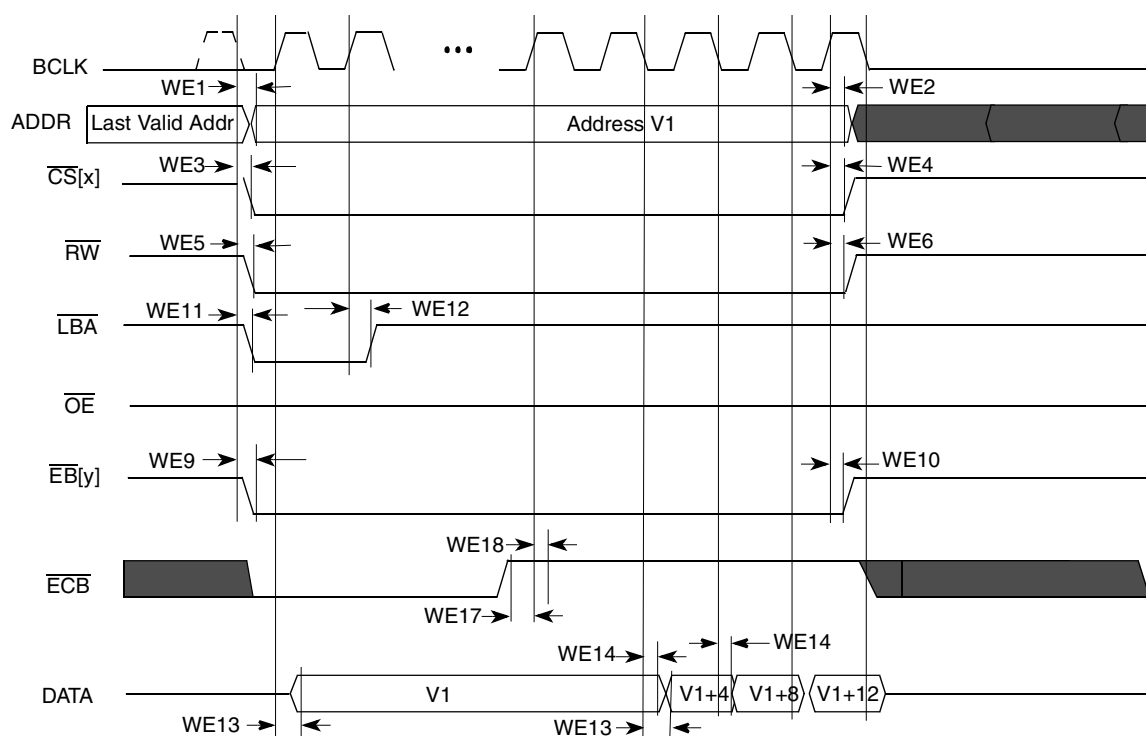 BCLK
•••
WE1
WE2
ADDR
Last Valid Addr
Address V1
WE3
WE4
CS[x]
WE5
WE6
RW
WE11
WE12
LBA
OE
WE9
WE10
EB[y]
WE18
ECB
WE17
WE14
WE14
DATA
V1
V1+4
V1+8
V1+12
WE13
WE13